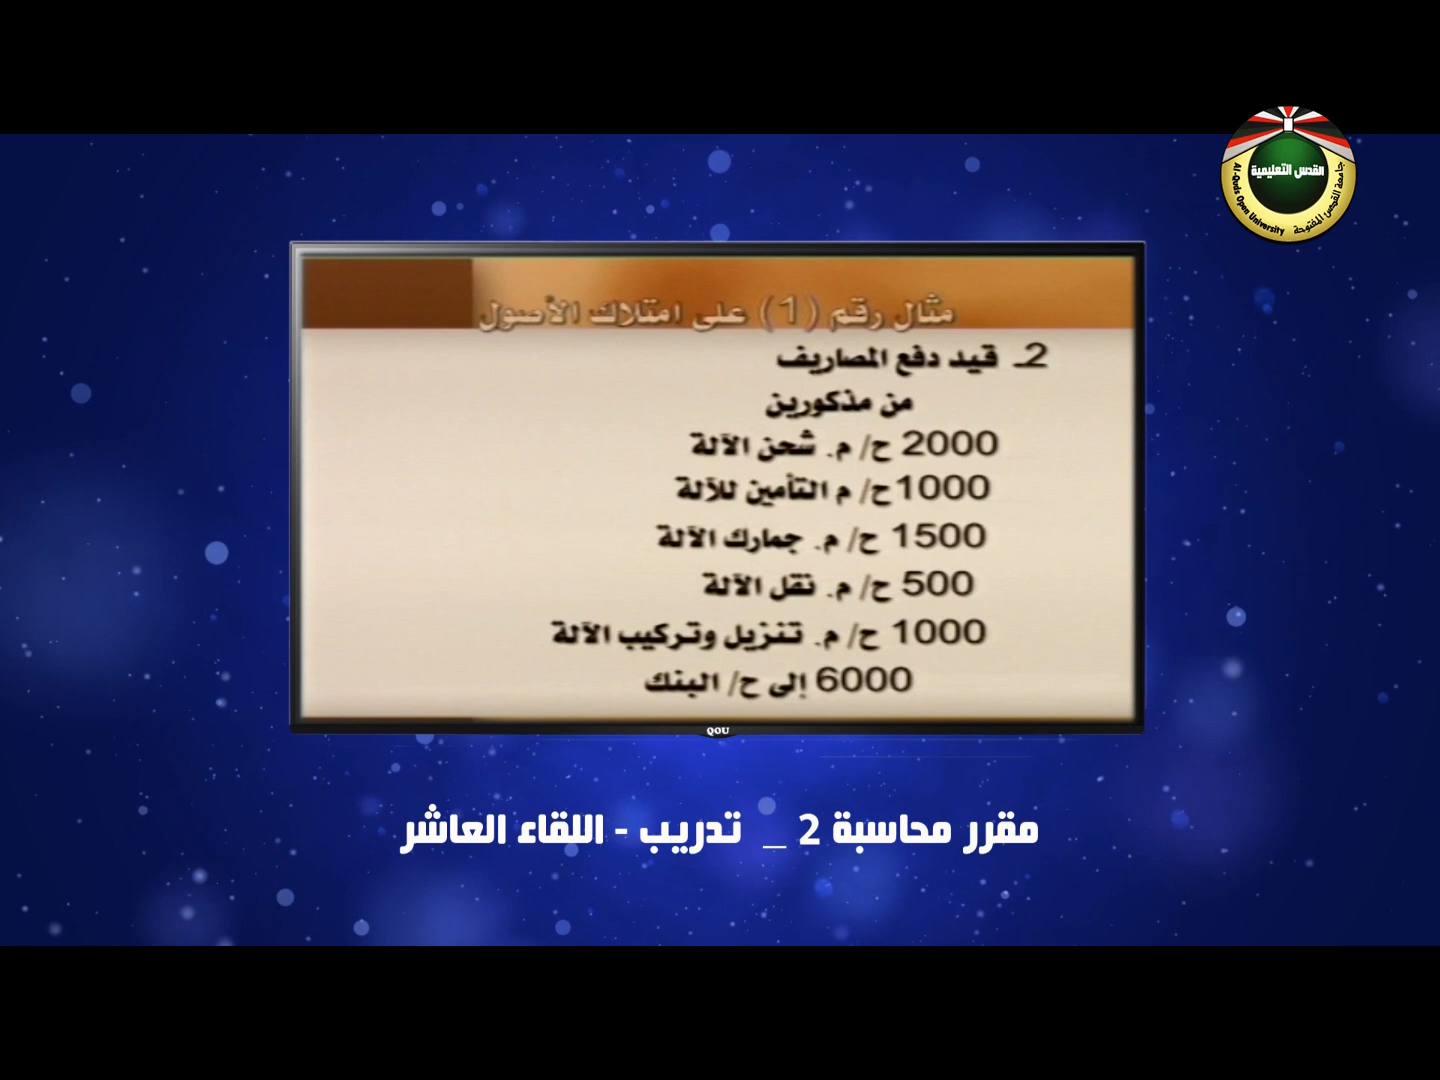 القدس التعليمية
جامعة القدس المفتوحة
Al-Quds Open University
مثال رقم (1) على امتلاك الأصول
2ـ قيد دفع المصاريف
من مذكورين
2000 ح/ م. شحن الآلة
1000 ح/ م التأمين للآلة
1500 ح/ م. جمارك الآلة
500 ح/ م. نقل الآلة
1000 ح/ م. تنزيل وتركيب الآلة
6000 إلى ح/ البنك
QOU
مقرر محاسبة 2 _ تدريب - اللقاء العاشر